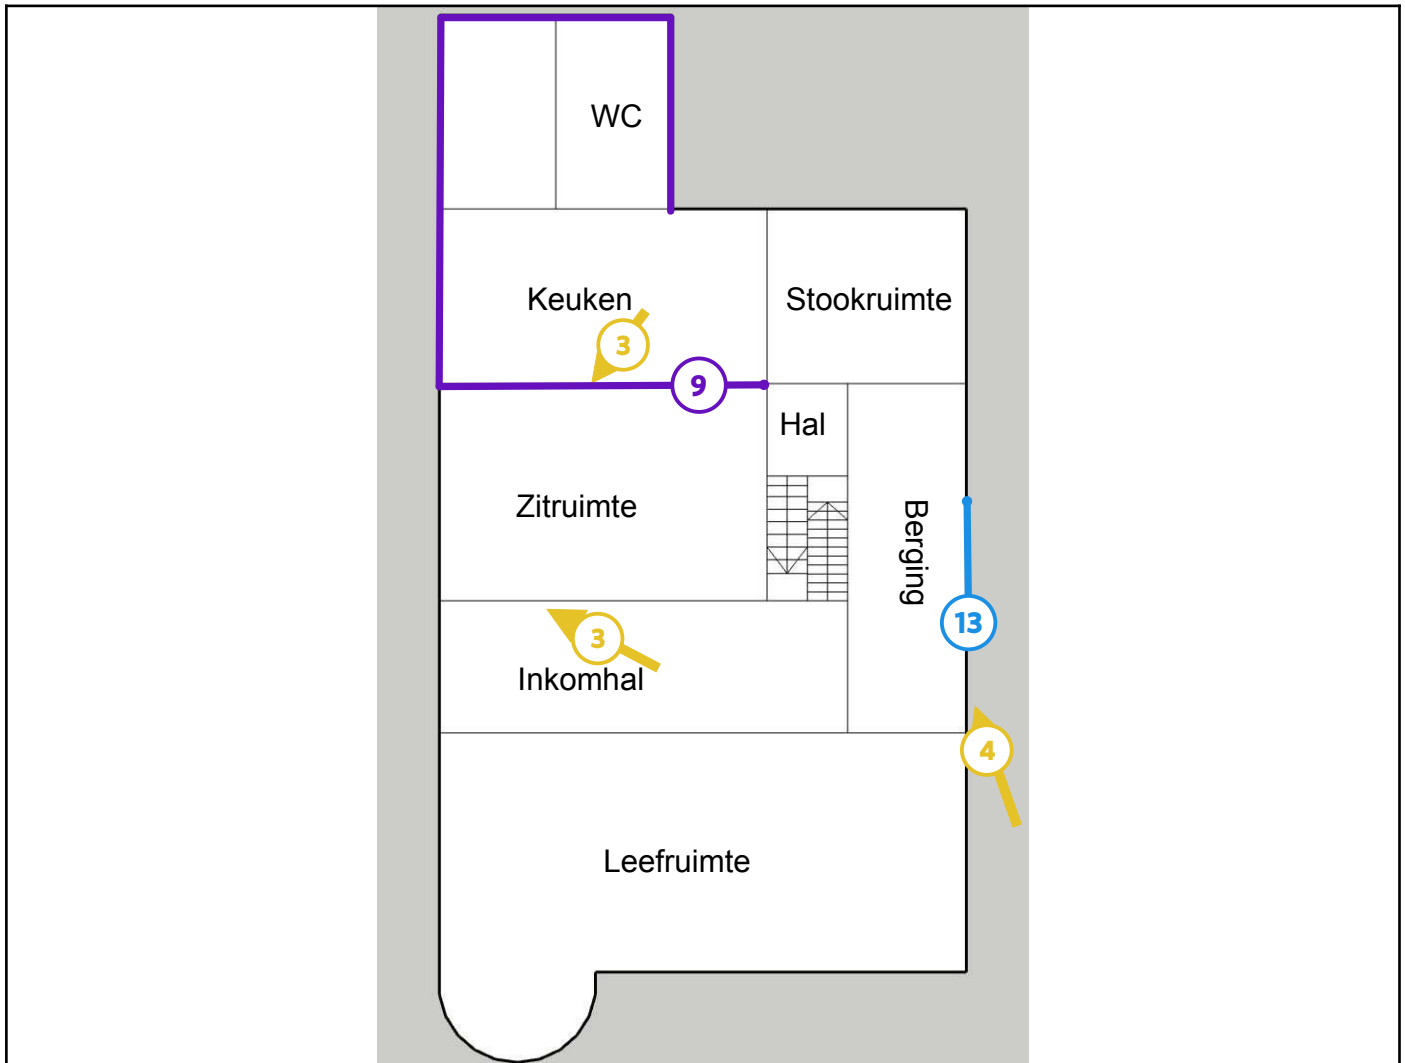 WC
Keuken
Stookruimte
3
9
Hal
Zitruimte
Berging
13
3
Inkomhal
4
Leefruimte